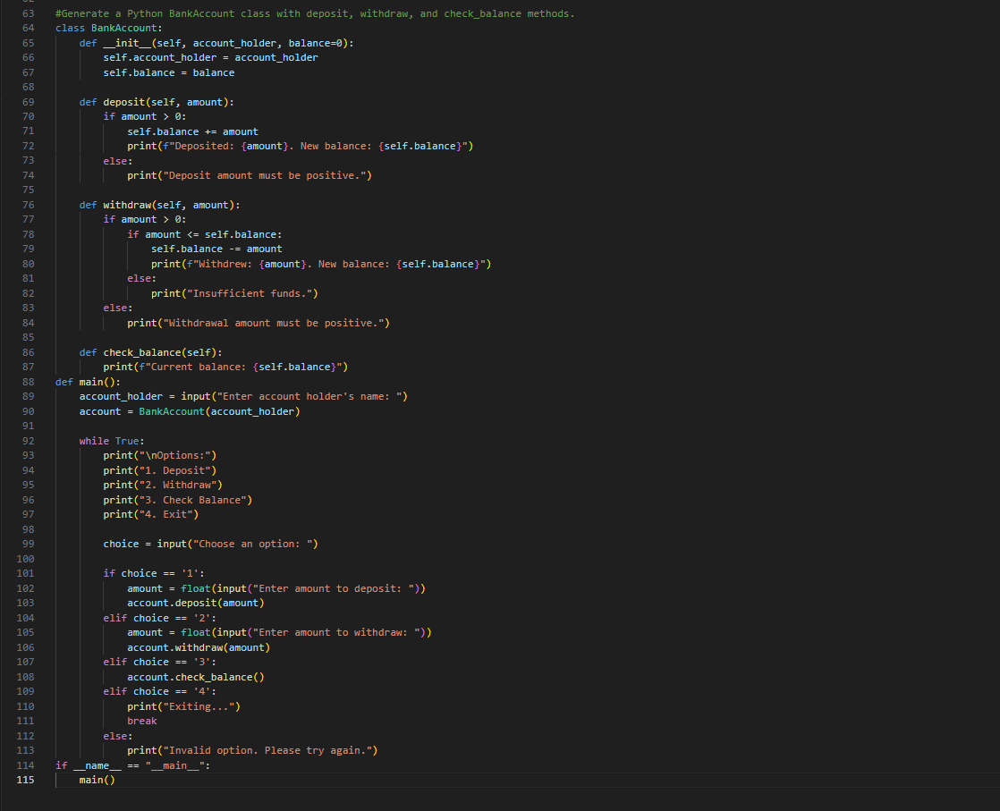 63 #Generate a Python BankAccount class with deposit, withdraw, and check_balance methods.
64 class BankAccount:
65     def __init__(self, account_holder, balance=0):
66         self.account_holder = account_holder
67         self.balance = balance
68
69     def deposit(self, amount):
70         if amount > 0:
71             self.balance += amount
72             print(f"Deposited: {amount}. New balance: {self.balance}")
73         else:
74             print("Deposit amount must be positive.")
75
76     def withdraw(self, amount):
77         if amount > 0:
78             if amount <= self.balance:
79                 self.balance -= amount
80                 print(f"Withdrew: {amount}. New balance: {self.balance}")
81             else:
82                 print("Insufficient funds.")
83         else:
84             print("Withdrawal amount must be positive.")
85
86     def check_balance(self):
87         print(f"Current balance: {self.balance}")
88 def main():
89     account_holder = input("Enter account holder's name: ")
90     account = BankAccount(account_holder)
91
92     while True:
93         print("\nOptions:")
94         print("1. Deposit")
95         print("2. Withdraw")
96         print("3. Check Balance")
97         print("4. Exit")
98
99         choice = input("Choose an option: ")
100
101         if choice == '1':
102             amount = float(input("Enter amount to deposit: "))
103             account.deposit(amount)
104         elif choice == '2':
105             amount = float(input("Enter amount to withdraw: "))
106             account.withdraw(amount)
107         elif choice == '3':
108             account.check_balance()
109         elif choice == '4':
110             print("Exiting...")
111             break
112         else:
113             print("Invalid option. Please try again.")
114 if __name__ == "__main__":
115     main()